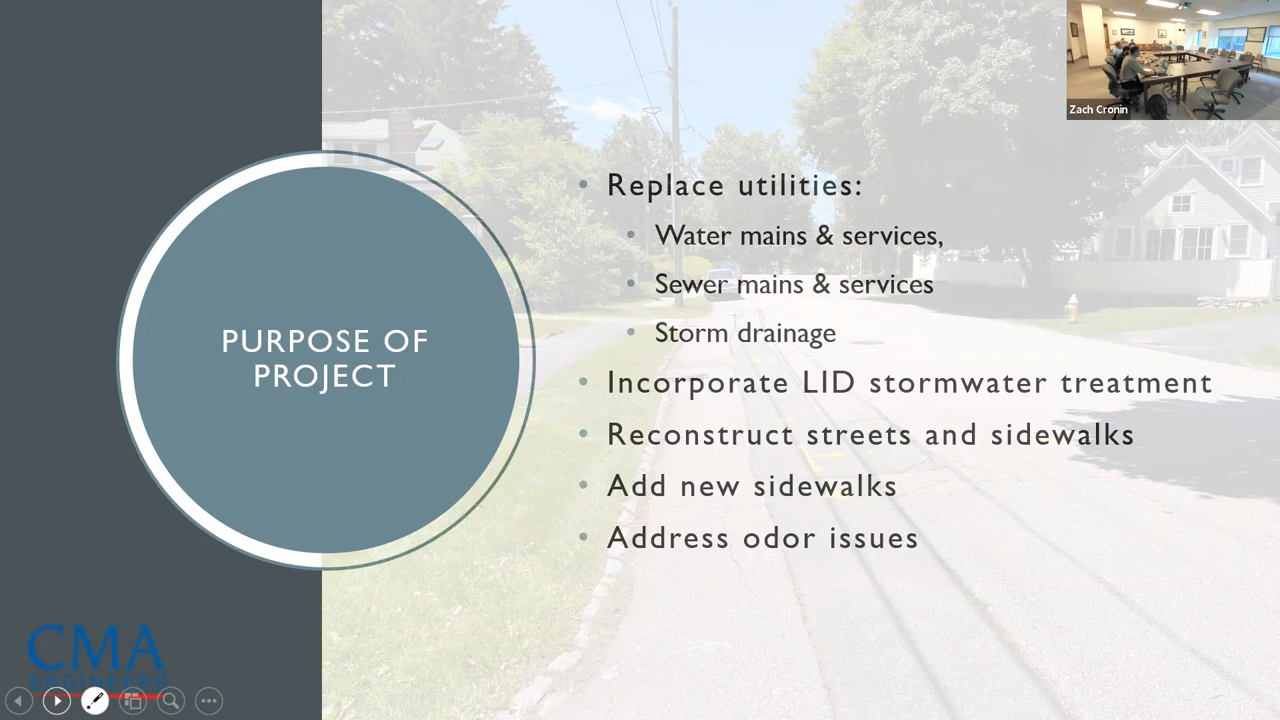 Zach Cronin
PURPOSE OF
PROJECT
Replace utilities:
Water mains & services,
Sewer mains & services
Storm drainage
Incorporate LID stormwater treatment
Reconstruct streets and sidewalks
Add new sidewalks
Address odor issues
CMA
ENGINEERS